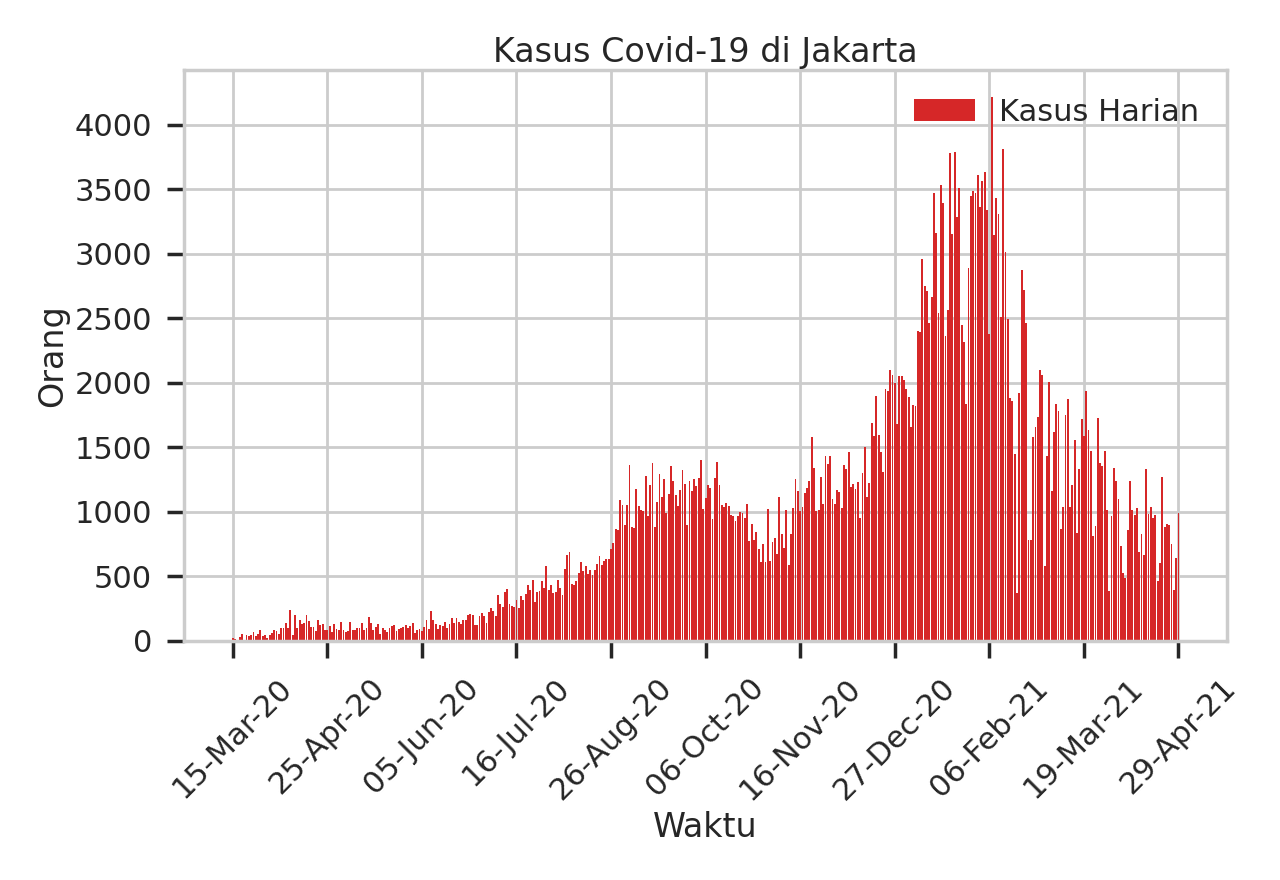 Kasus Covid-19 di Jakarta
Kasus Harian
Orang
4000
3500
3000
2500
2000
1500
1000
500
0
15-Mar-20
25-Apr-20
05-Jun-20
16-Jul-20
26-Aug-20
06-Oct-20
16-Nov-20
27-Dec-20
06-Feb-21
19-Mar-21
29-Apr-21
Waktu